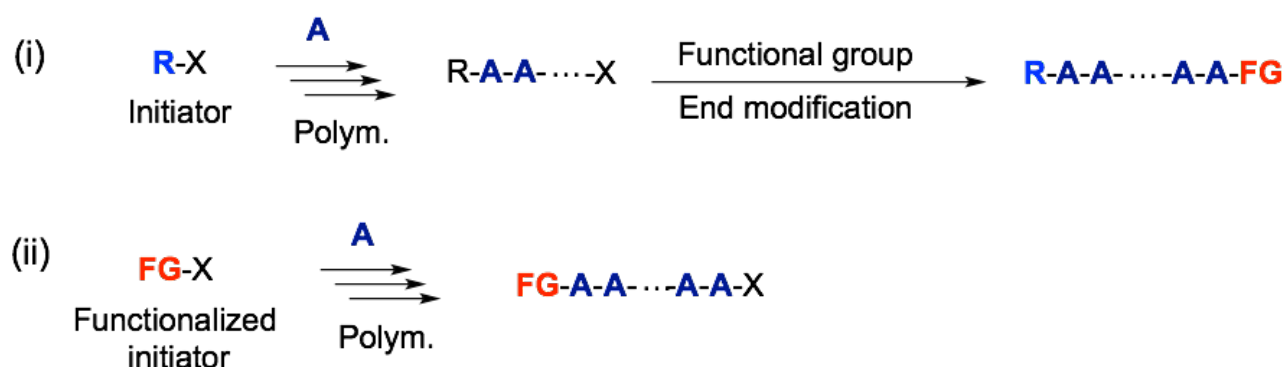 (i)
A
R-X
Initiator
Polym.
R-A-A-····-X
Functional group
End modification
R-A-A-····-A-A-FG
(ii)
A
FG-X
Functionalized
initiator
Polym.
FG-A-A-····-A-A-X